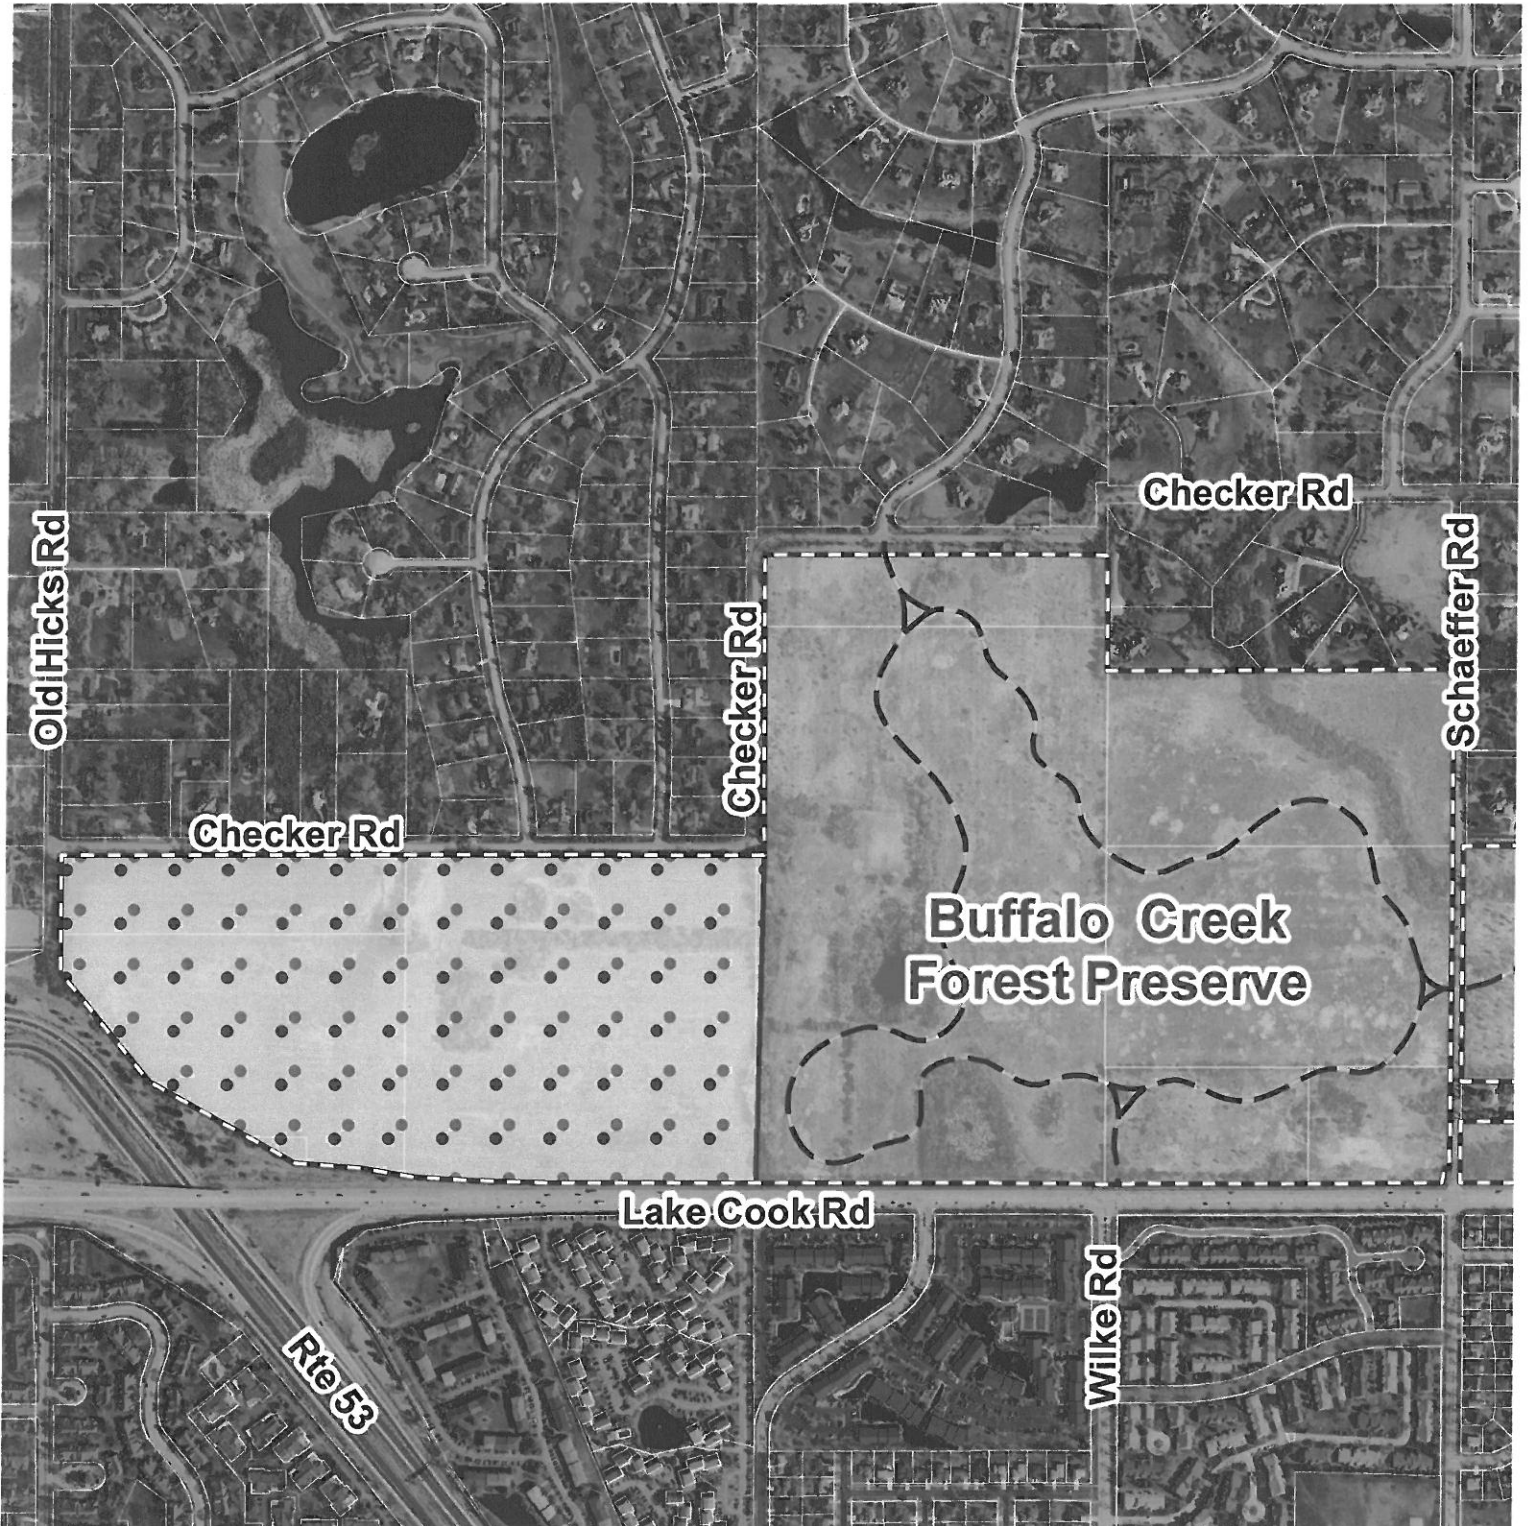 Checker Rd
Old Hicks Rd
Schaeffer Rd
Checker Rd
Checker Rd
Buffalo Creek
Forest Preserve
Lake Cook Rd
Wilke Rd
Rte 53